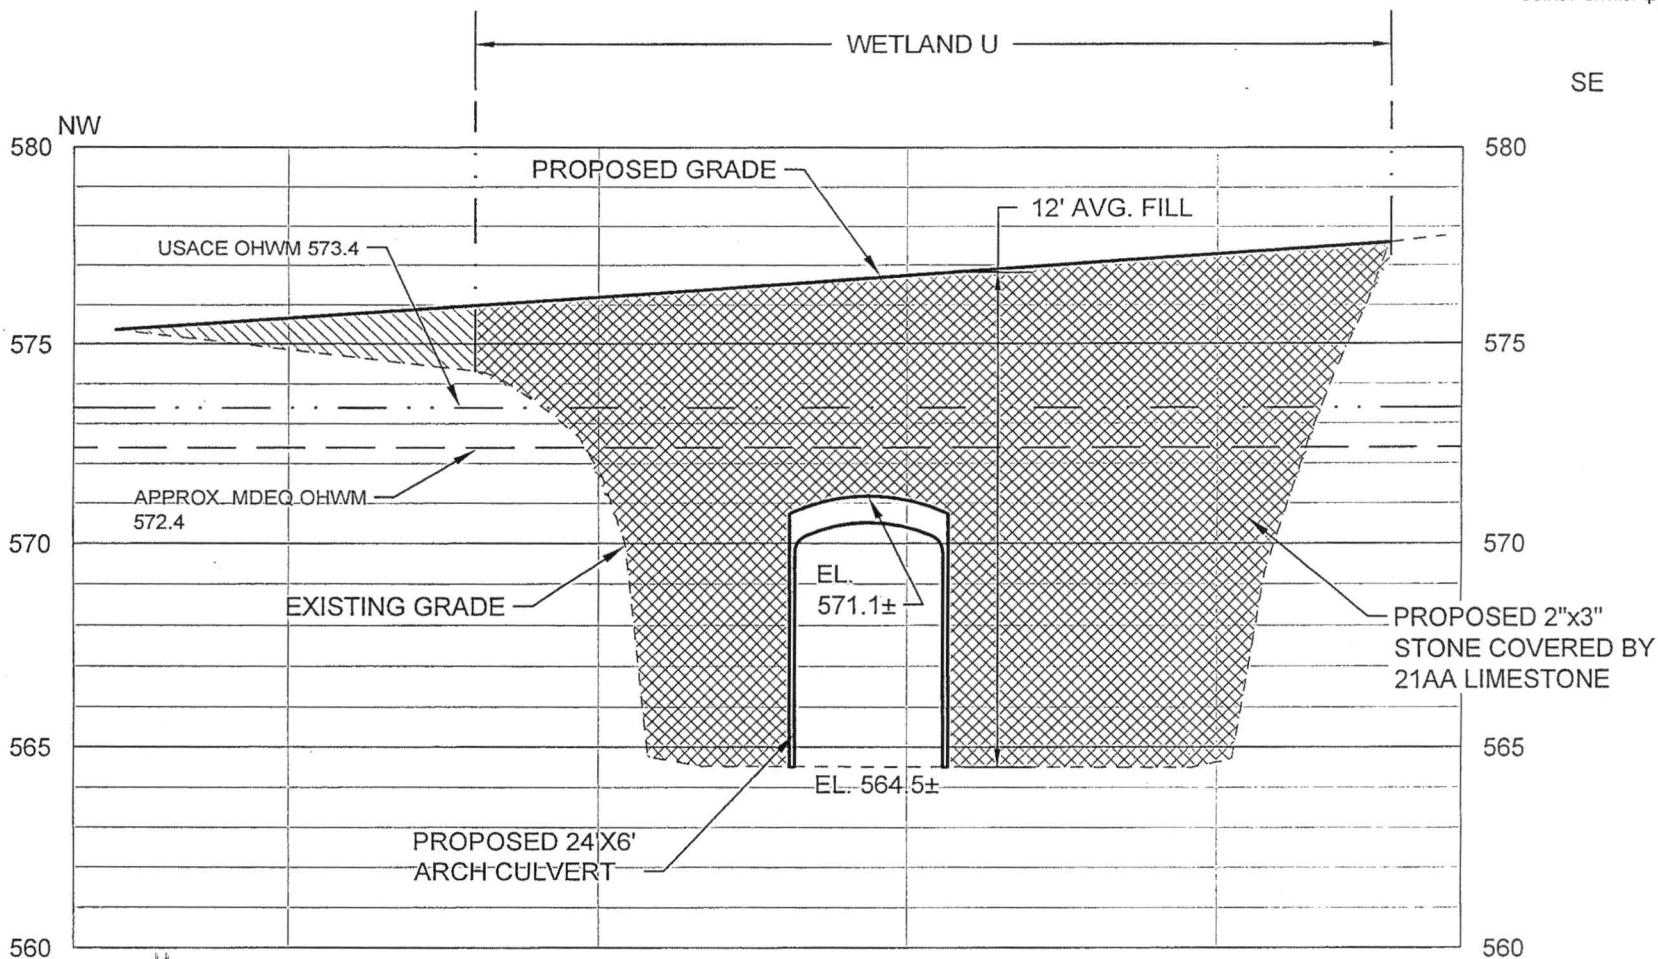 WETLAND U
SE
NW
580
580
PROPOSED GRADE
12' AVG. FILL
USACE OHWM 573.4
575
575
APPROX. MDEQ OHWM
572.4
570
570
EL.
571.1±
EXISTING GRADE
PROPOSED 2"x3"
STONE COVERED BY
21AA LIMESTONE
565
565
EL. 564.5±
PROPOSED 24'X6'
ARCH CULVERT
560
560